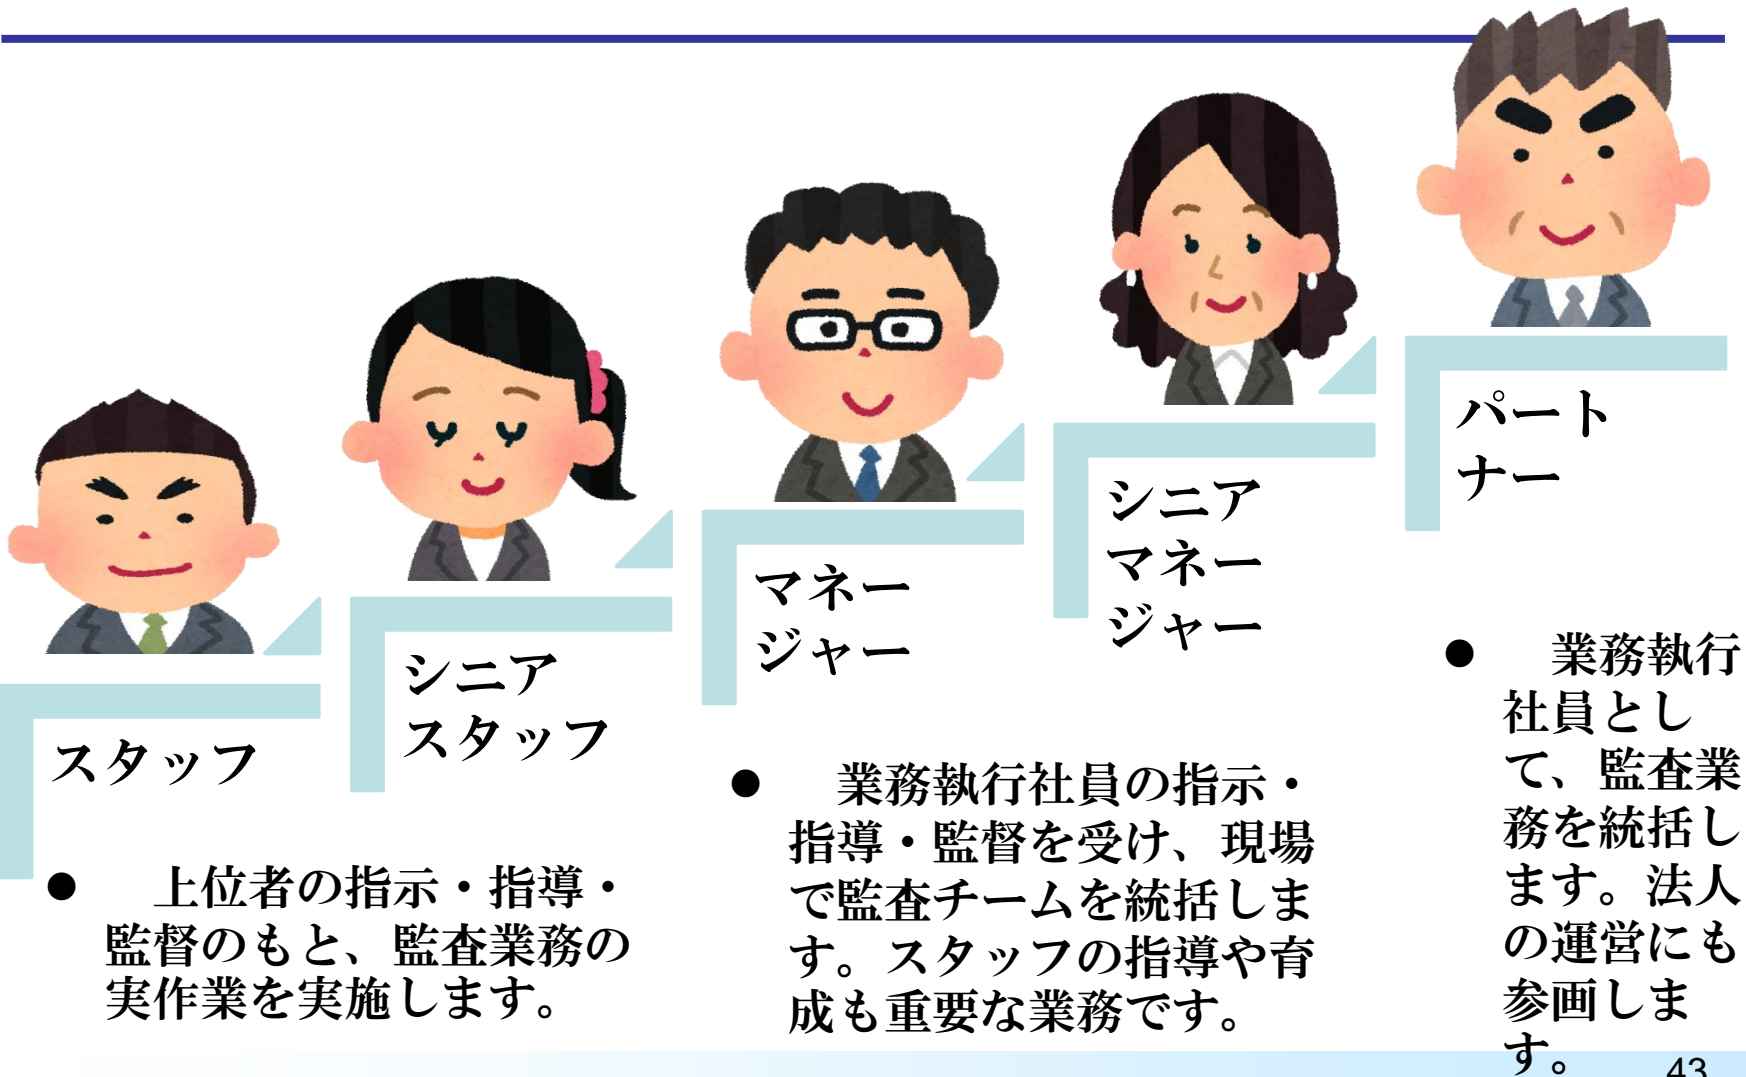 スタッフ
シニア
スタッフ
マネー
ジャー
シニア
マネー
ジャー
パート
ナー
● 上位者の指示・指導・
監督のもと、監査業務の
実作業を実施します。
● 業務執行社員の指示・
指導・監督を受け、現場
で監査チームを統括しま
す。スタッフの指導や育
成も重要な業務です。
● 業務執行
社員とし
て、監査業
務を統括し
ます。法人
の運営にも
参画しま
す。
43